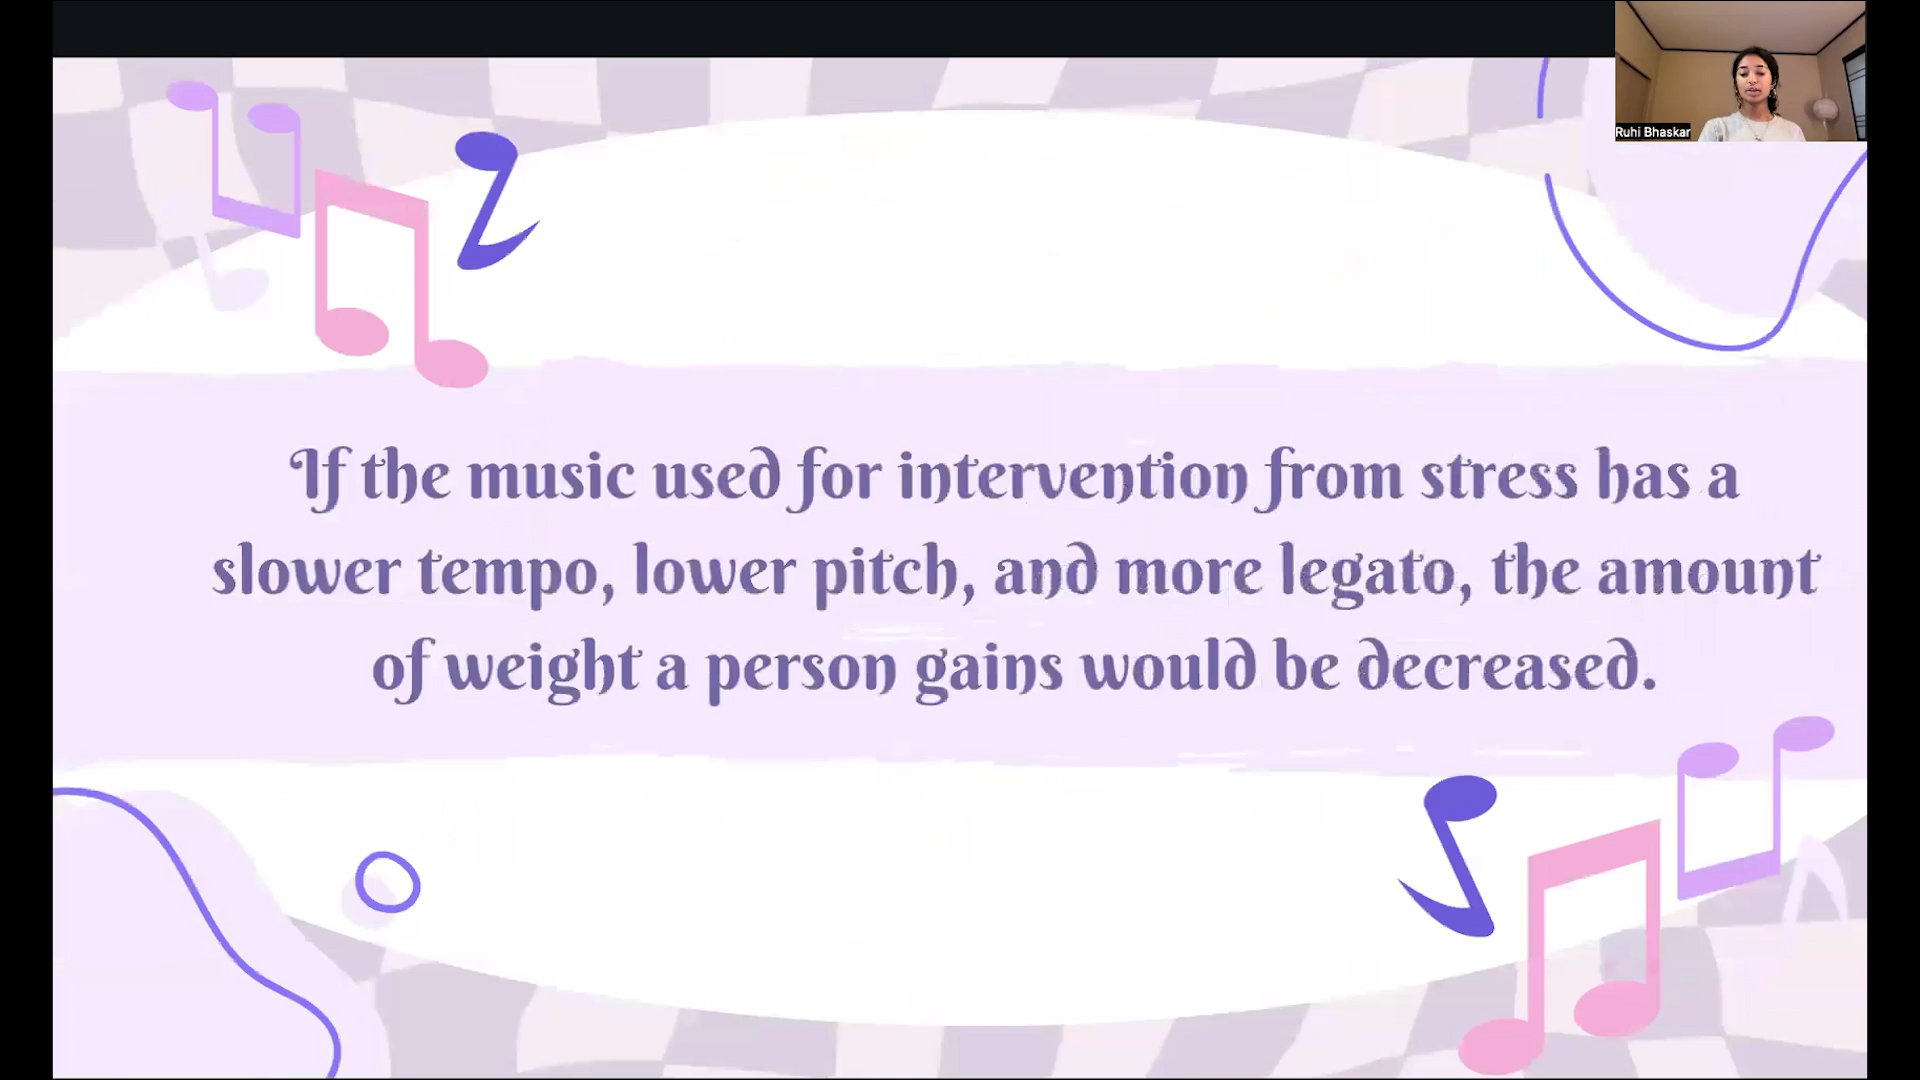 Ruhi Bhaskar
If the music used for intervention from stress has a
slower tempo, lower pitch, and more legato, the amount
of weight a person gains would be decreased.